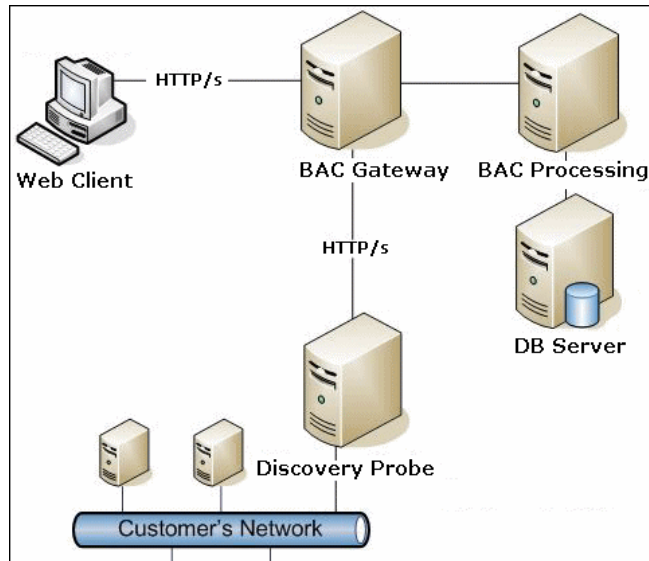 HTTP/s
Web Client
BAC Gateway
BAC Processing
HTTP/s
DB Server
Discovery Probe
Customer's Network